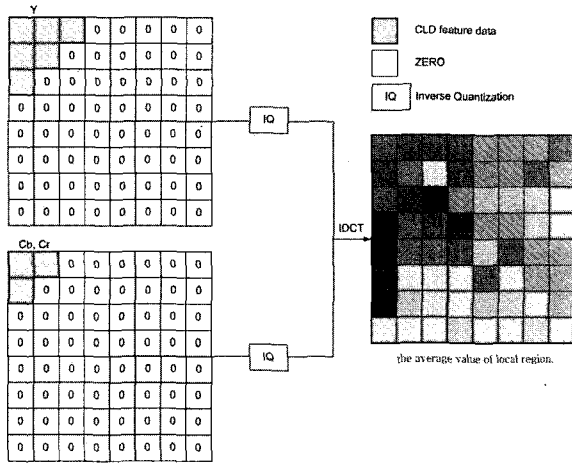 Y
0 0 0 0 0
0 0 0 0 0 0
0 0 0 0 0 0 0
0 0 0 0 0 0 0 0
0 0 0 0 0 0 0 0
0 0 0 0 0 0 0 0
0 0 0 0 0 0 0 0
0 0 0 0 0 0 0 0
IQ
Cb, Cr
0 0 0 0 0 0
0 0 0 0 0 0 0
0 0 0 0 0 0 0 0
0 0 0 0 0 0 0 0
0 0 0 0 0 0 0 0
0 0 0 0 0 0 0 0
0 0 0 0 0 0 0 0
0 0 0 0 0 0 0 0
IQ
CLD feature data
ZERO
IQ Inverse Quantization
IDCT
the average value of local region.